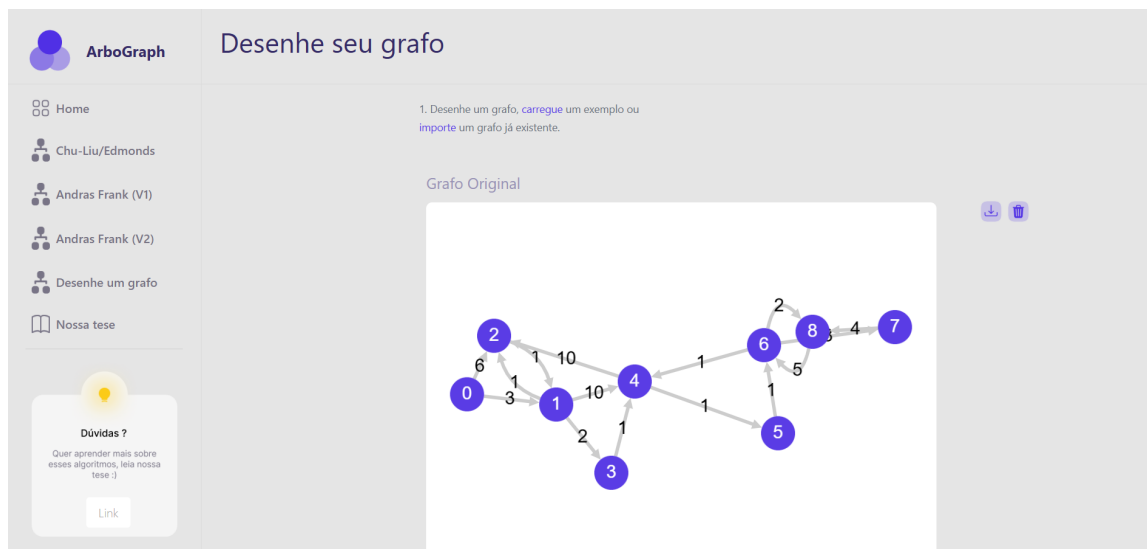 ArboGraph
Desenhe seu grafo
Home
Chu-Liu/Edmonds
Andras Frank (V1)
Andras Frank (V2)
Desenhe um grafo
Nossa tese
Dúvidas ?
Quer aprender mais sobre
esses algoritmos, leia nossa
tese :)
Link
1. Desenhe um grafo, carregue um exemplo ou
importe um grafo já existente.
Grafo Original
2
2
8
4
7
6
1
10
1
5
6
1
4
0
3
1
10
1
1
1
5
2
1
3